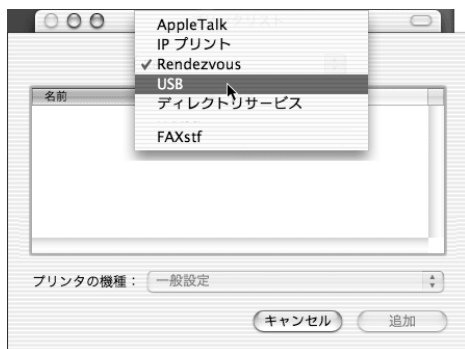 AppleTalk
IP プリント
✓ Rendezvous
USB
ディレクトリサービス
FAXstf
名前
プリンタの機種： 一般設定
キャンセル 追加